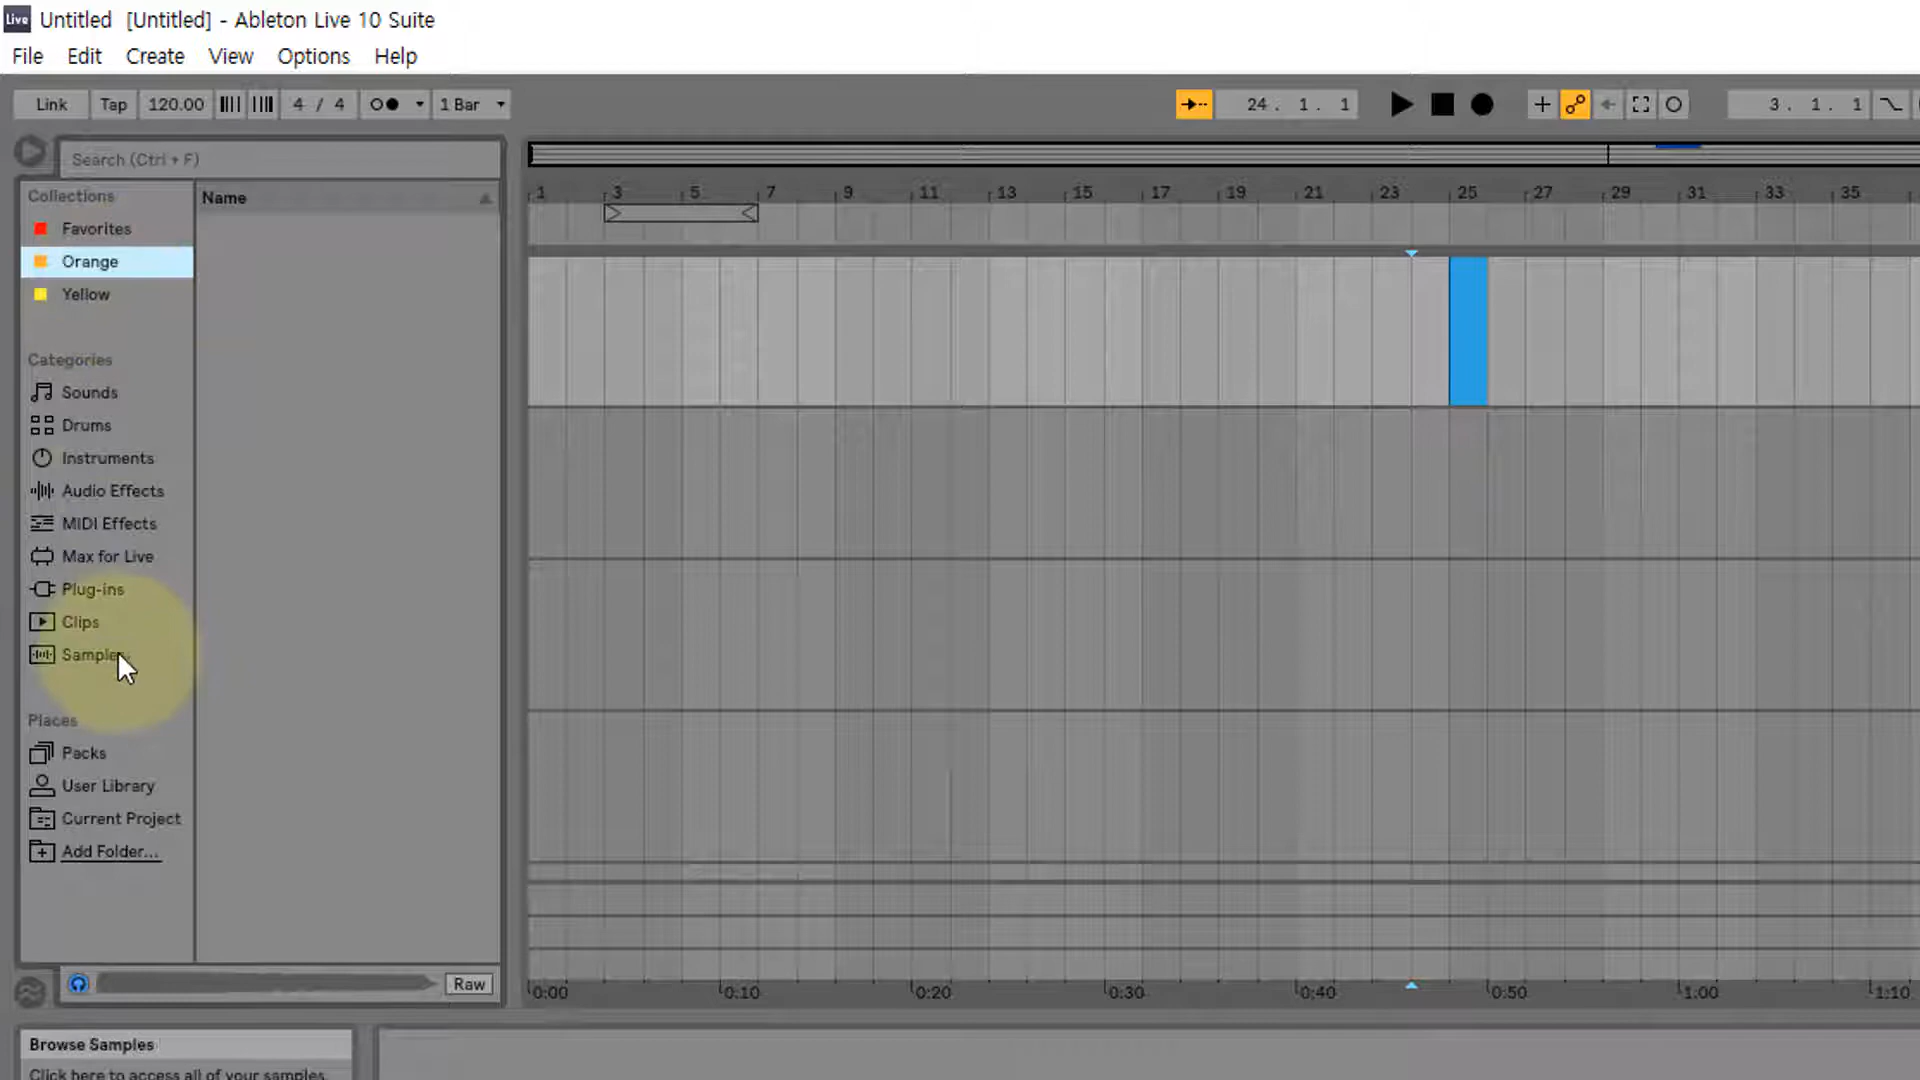 Live Untitled [Untitled] - Ableton Live 10 Suite
File Edit Create View Options Help
Link Tap 120.00 4 / 4 1 Bar 24 . 1 . 1 3 . 1 . 1
Search (Ctrl + F)
Collections
Favorites
Orange
Yellow
Categories
Sounds
Drums
Instruments
Audio Effects
MIDI Effects
Max for Live
Plug-ins
Clips
Samples
Places
Packs
User Library
Current Project
Add Folder...
Name
1 3 5 7 9 11 13 15 17 19 21 23 25 27 29 31 33 35
Raw
0:00 0:10 0:20 0:30 0:40 0:50 1:00 1:10
Browse Samples
Click here to access all of your samples.